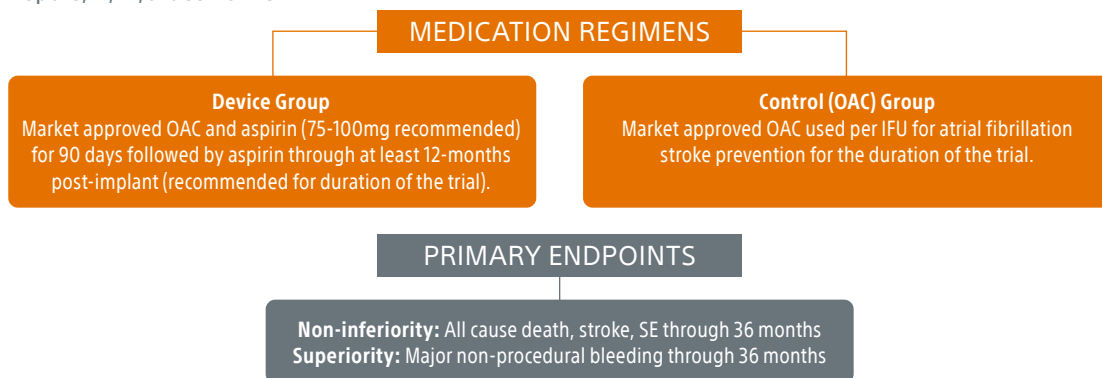 MEDICATION REGIMENS
Device Group
Market approved OAC and aspirin (75-100mg recommended)
for 90 days followed by aspirin through at least 12-months
post-implant (recommended for duration of the trial).
Control (OAC) Group
Market approved OAC used per IFU for atrial fibrillation
stroke prevention for the duration of the trial.
PRIMARY ENDPOINTS
Non-inferiority: All cause death, stroke, SE through 36 months
Superiority: Major non-procedural bleeding through 36 months